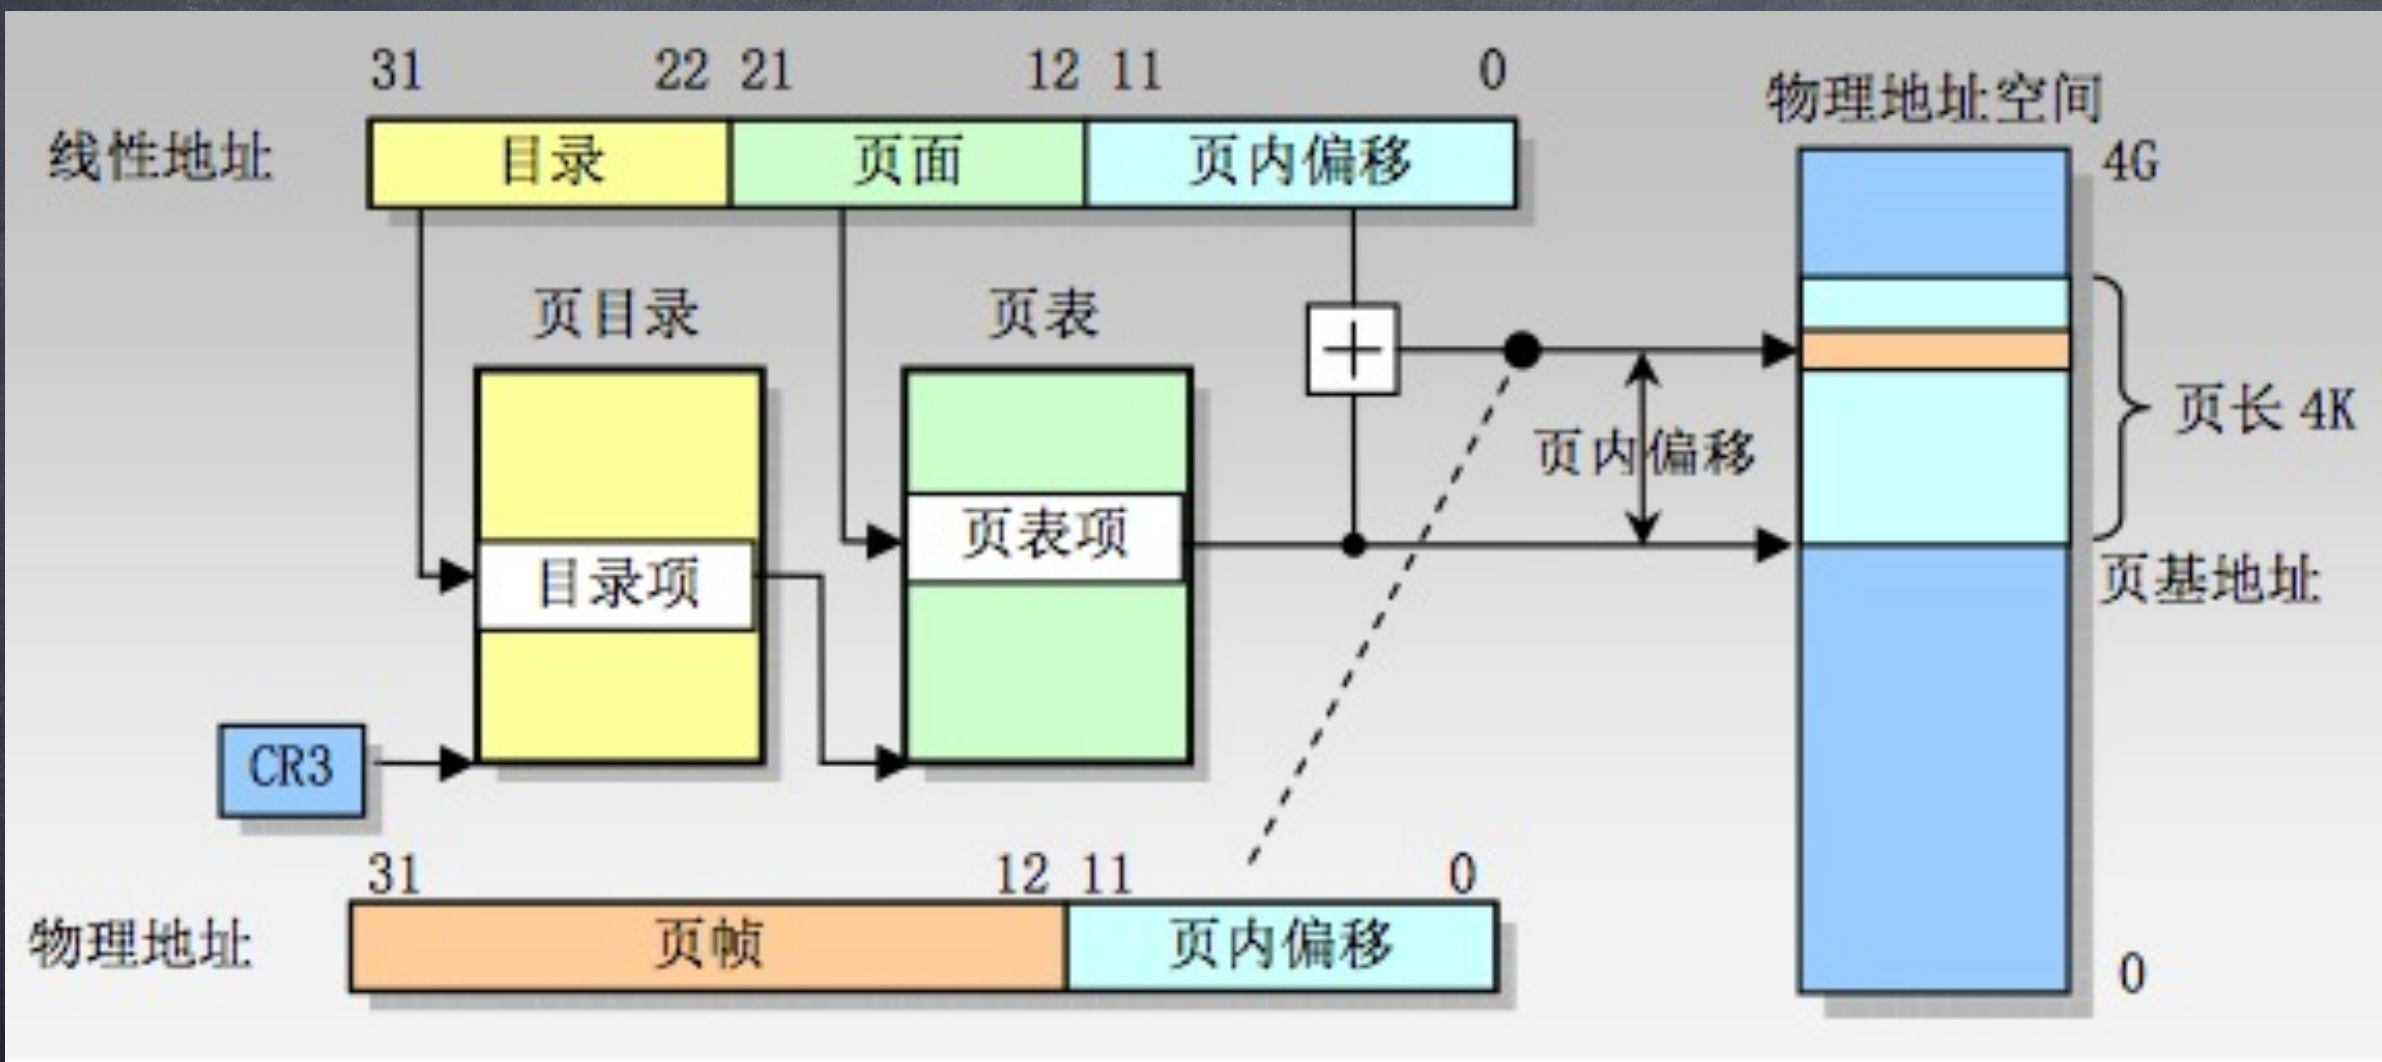 31 22 21 12 11 0
物理地址空间
线性地址 目录 页面 页内偏移
4G
页目录 页表
页内偏移
页长 4K
页表项
目录项
页基地址
CR3
31 12 11 0
物理地址 页帧 页内偏移
0